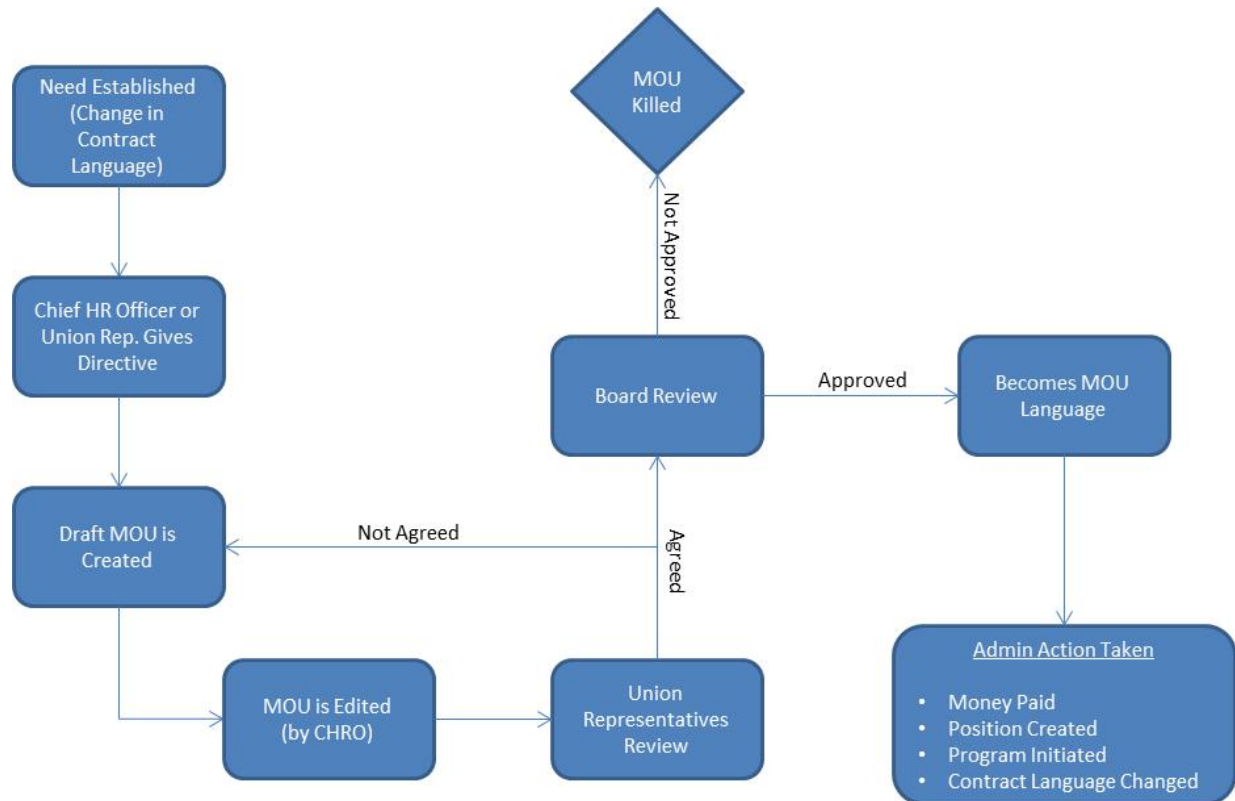 Need Established
(Change in
Contract
Language)
MOU
Killed
Not Approved
Chief HR Officer or
Union Rep. Gives
Directive
Board Review
Approved
Becomes MOU
Language
Draft MOU is
Created
Not Agreed
Agreed
MOU is Edited
(by CHRO)
Union
Representatives
Review
Admin Action Taken
• Money Paid
• Position Created
• Program Initiated
• Contract Language Changed